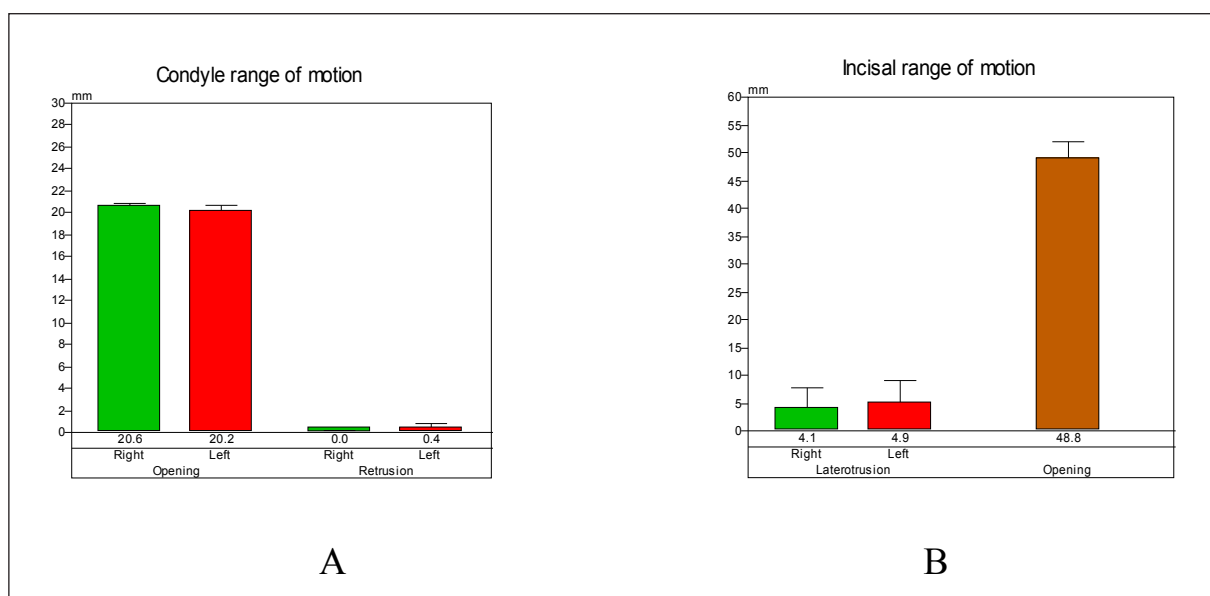 Condyle range of motion
mm
30
28
26
24
22
20
18
16
14
12
10
8
6
4
2
0
20.6 20.2 0.0 0.4
Right Left Right Left
Opening Retrusion
A
Incisal range of motion
mm
60
55
50
45
40
35
30
25
20
15
10
5
0
4.1 4.9 48.8
Right Left
Laterotrusion Opening
B